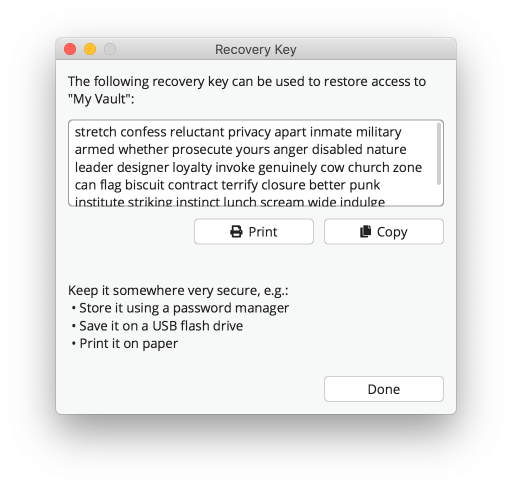 Recovery Key
The following recovery key can be used to restore access to
"My Vault":
stretch confess reluctant privacy apart inmate military
armed whether prosecute yours anger disabled nature
leader designer loyalty invoke genuinely cow church zone
can flag biscuit contract terrify closure better punk
institute striking instinct lunch scream wide indulge
Print
Copy
Keep it somewhere very secure, e.g.:
• Store it using a password manager
• Save it on a USB flash drive
• Print it on paper
Done